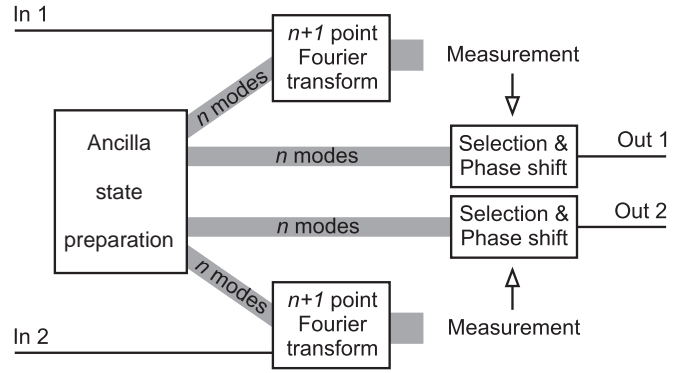 In 1
n+1 point
Fourier
transform
Measurement
n modes
Ancilla
state
preparation
n modes
Selection &
Phase shift
Out 1
n modes
Selection &
Phase shift
Out 2
n modes
n+1 point
Fourier
transform
Measurement
In 2